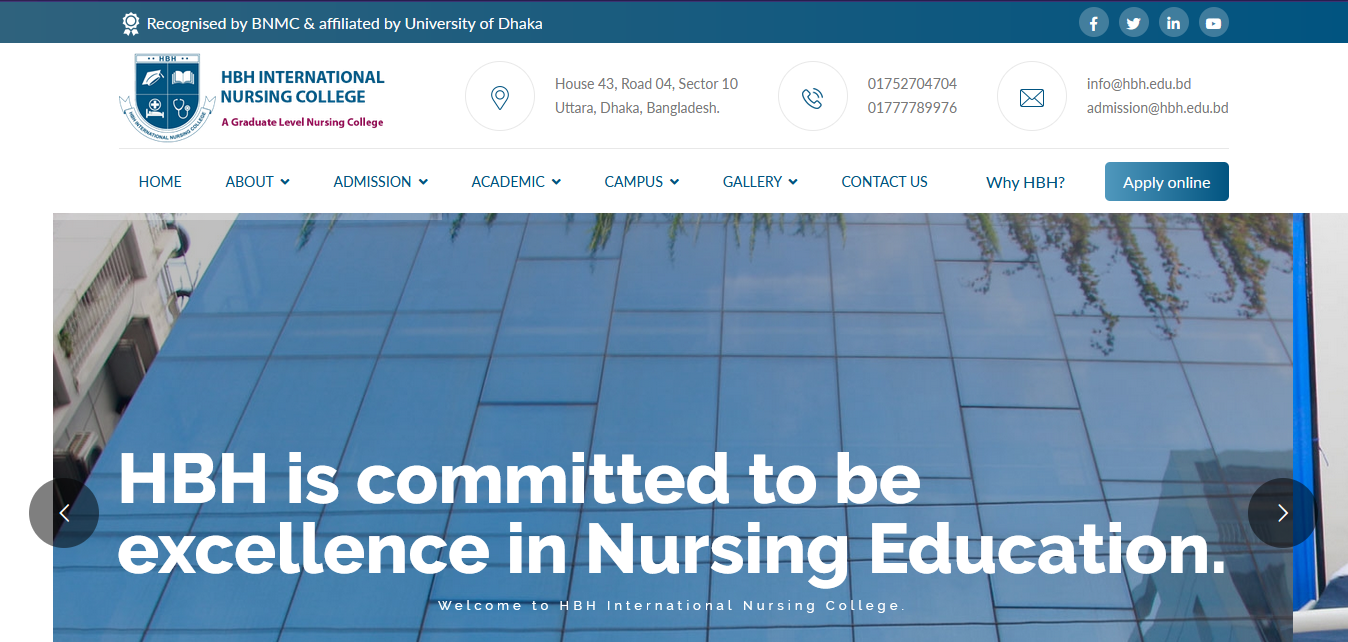 Recognised by BNMC & affiliated by University of Dhaka
HBH
HBH INTERNATIONAL NURSING COLLEGE
HBH INTERNATIONAL
NURSING COLLEGE
A Graduate Level Nursing College
House 43, Road 04, Sector 10
Uttara, Dhaka, Bangladesh.
01752704704
01777789976
info@hbh.edu.bd
admission@hbh.edu.bd
HOME ABOUT ADMISSION ACADEMIC CAMPUS GALLERY CONTACT US Why HBH? Apply online
HBH is committed to be
excellence in Nursing Education.
Welcome to HBH International Nursing College.